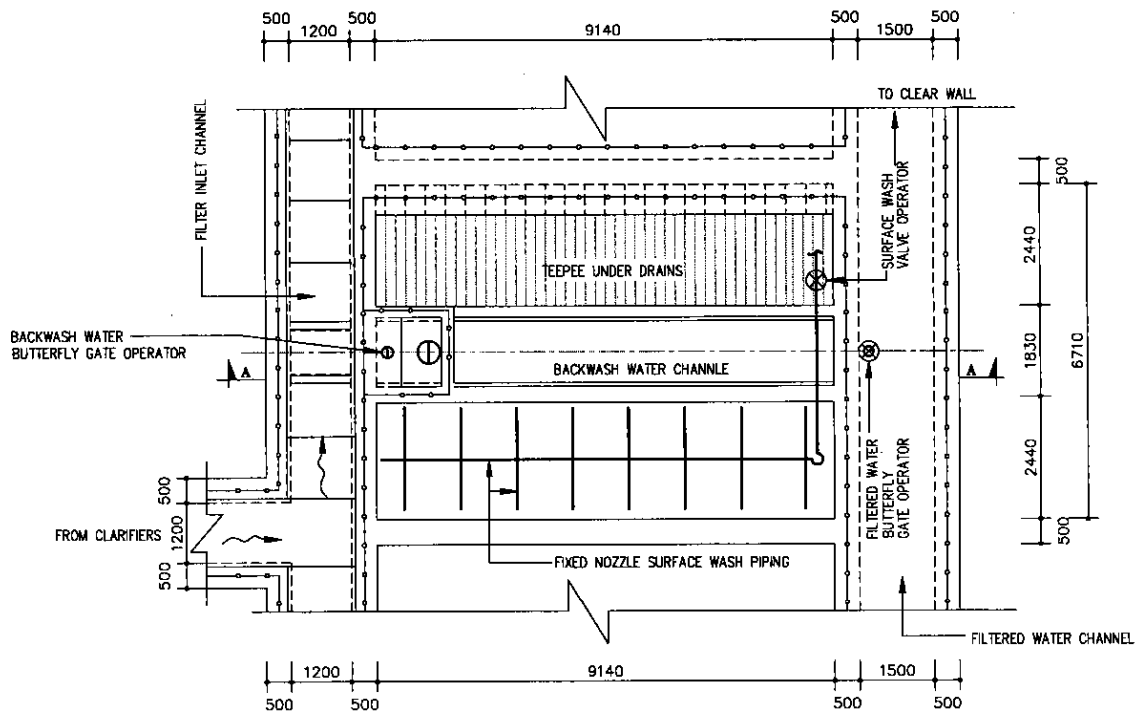 500 500 500 500
1200 9140 1500
TO CLEAR WALL
FILTER INLET CHANNEL
SURFACE WASH
VALVE OPERATOR
500
2440
TEEPEE UNDER DRAINS
BACKWASH WATER
BUTTERFLY GATE OPERATOR
A
BACKWASH WATER CHANNLE
A
1830
6710
FILTERED WATER
BUTTERFLY
GATE OPERATOR
2440
500
FROM CLARIFIERS
1200
500
500
FIXED NOZZLE SURFACE WASH PIPING
FILTERED WATER CHANNEL
1200 9140 1500
500 500 500 500